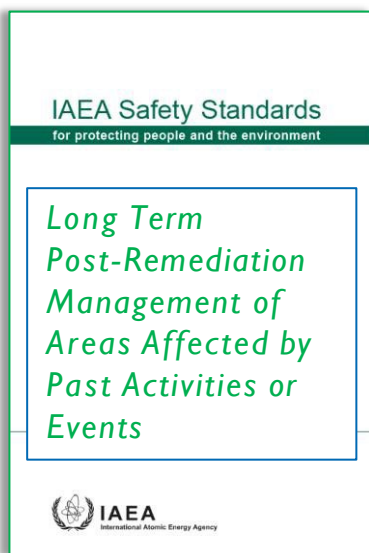 IAEA Safety Standards
for protecting people and the environment
Long Term
Post-Remediation
Management of
Areas Affected by
Past Activities or
Events
IAEA
International Atomic Energy Agency